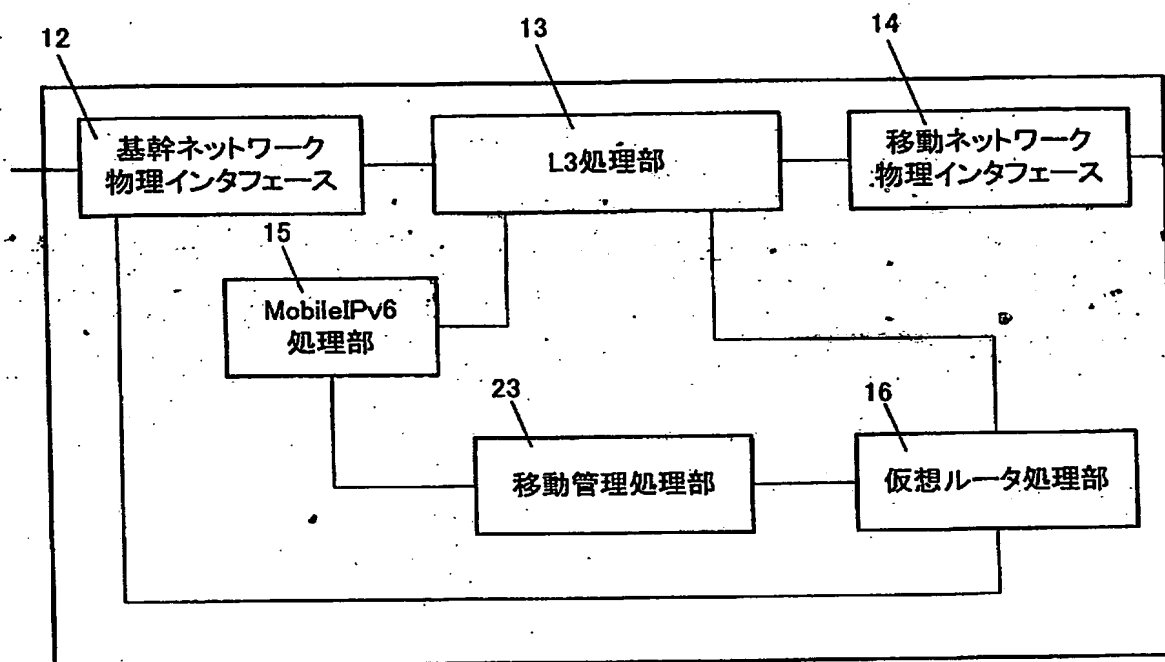 12
13
14
基幹ネットワーク
物理インタフェース
L3処理部
移動ネットワーク
物理インタフェース
15
MobileIPv6
処理部
23
16
移動管理処理部
仮想ルータ処理部